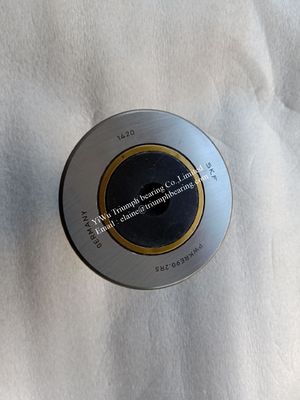 1420
SKF
YiWu Triumph bearing Co.,Limited
Email : elaine@triumphbearing.com
GERMANY
PWKRE90.2RS